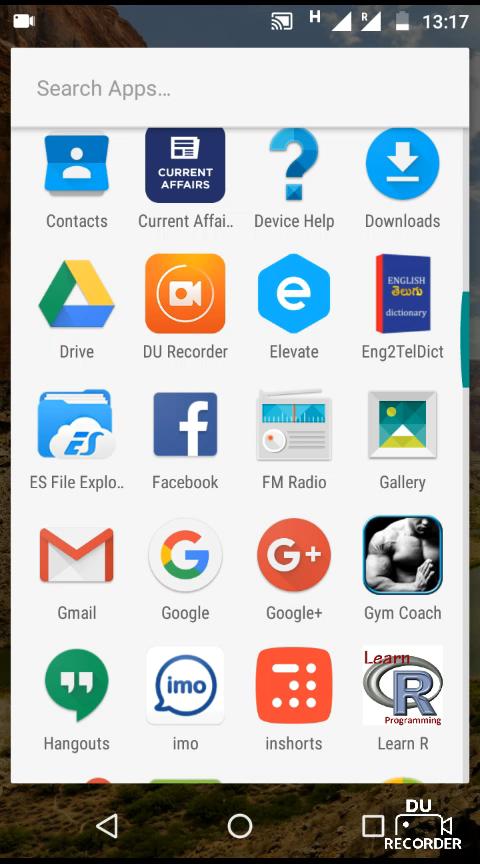 H R 13:17
Search Apps...
CURRENT
AFFAIRS
Contacts Current Affai.. Device Help Downloads
ENGLISH
తెలుగు
dictionary
Drive DU Recorder Elevate Eng2TelDict
ES
ES File Explo.. Facebook FM Radio Gallery
G G+
Gmail Google Google+ Gym Coach
imo
Learn
R
Programming
Hangouts imo inshorts Learn R
DU
RECORDER